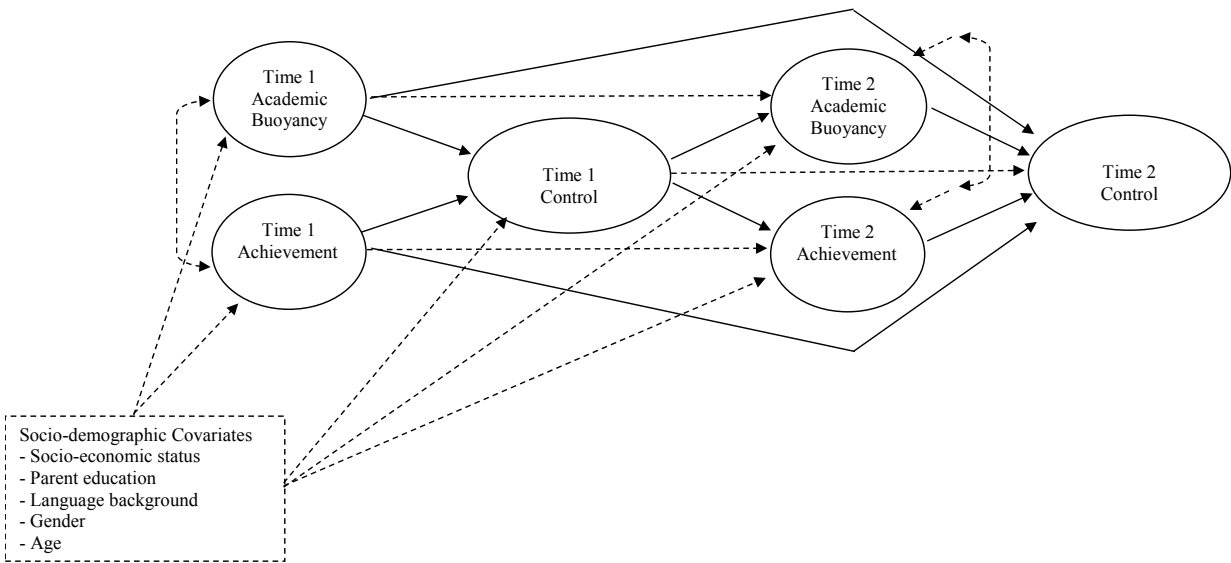 Time 1
Academic
Buoyancy
Time 2
Academic
Buoyancy
Time 1
Control
Time 2
Control
Time 1
Achievement
Time 2
Achievement
Socio-demographic Covariates
- Socio-economic status
- Parent education
- Language background
- Gender
- Age